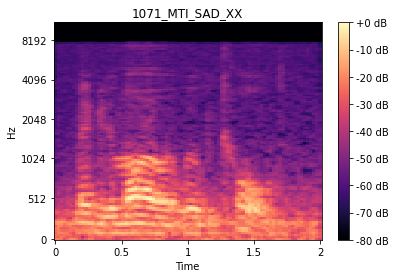 1071_MTI_SAD_XX
Hz
8192
4096
2048
1024
512
0
0
0.5
1
1.5
2
Time
+0 dB
-10 dB
-20 dB
-30 dB
-40 dB
-50 dB
-60 dB
-70 dB
-80 dB